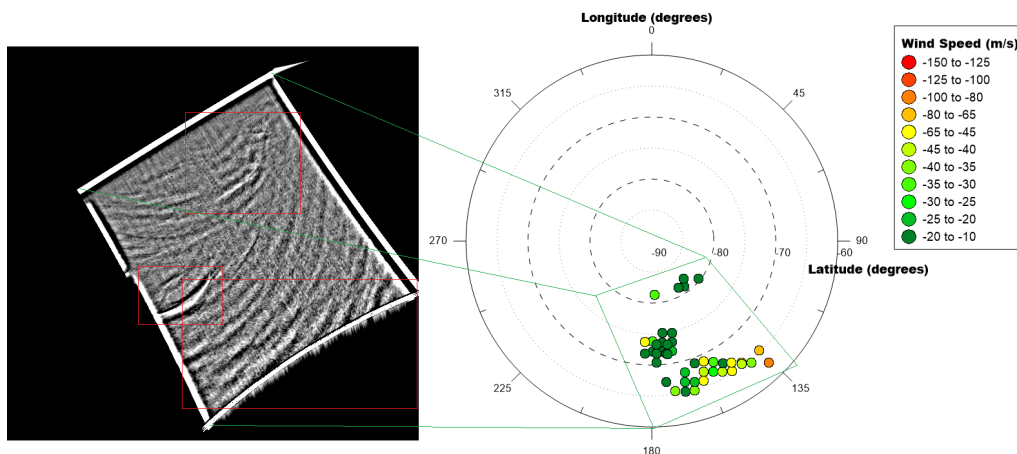 Longitude (degrees)
0
315
45
270
-90
-80
-70
-60
90
Latitude (degrees)
225
135
180
Wind Speed (m/s)
-150 to -125
-125 to -100
-100 to -80
-80 to -65
-65 to -45
-45 to -40
-40 to -35
-35 to -30
-30 to -25
-25 to -20
-20 to -10